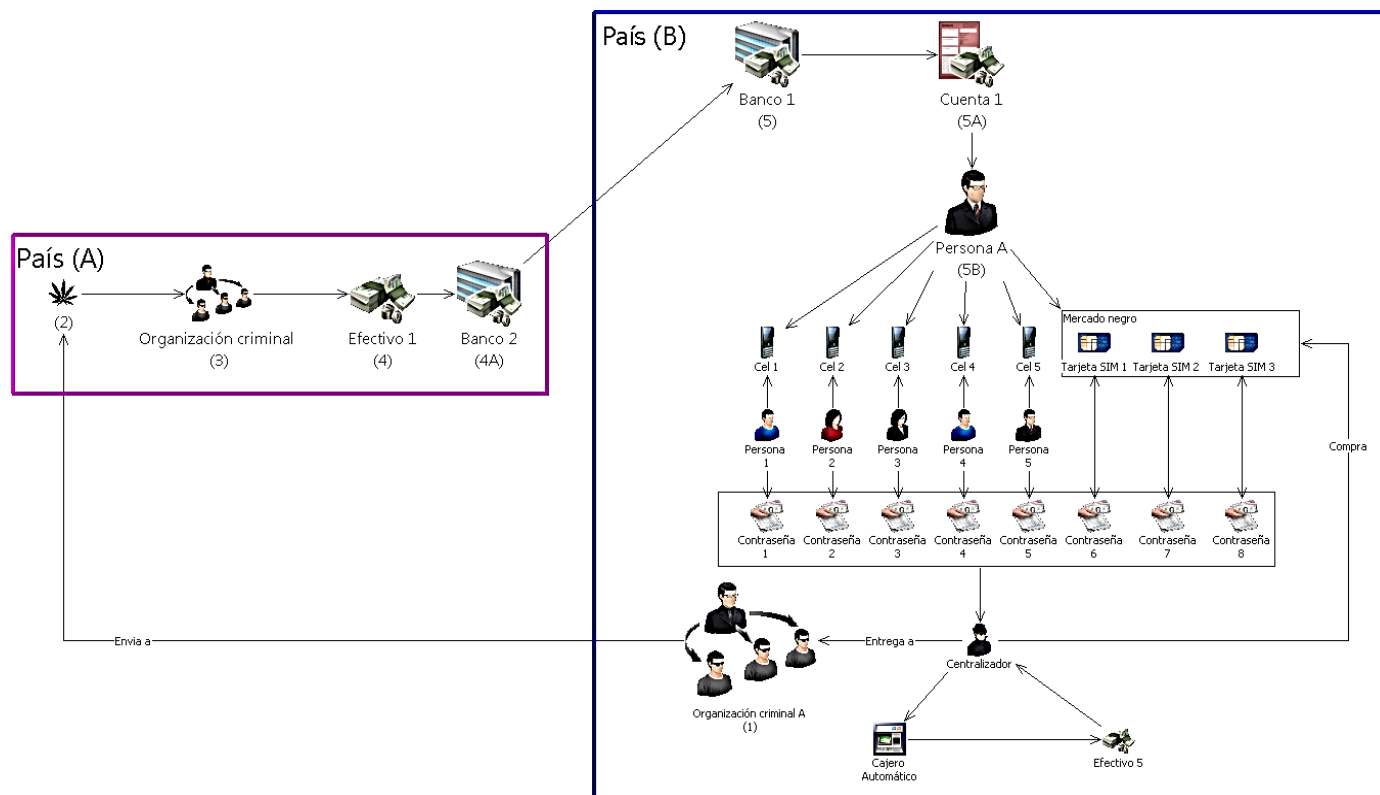 País (B)
Banco 1
(5)
Cuenta 1
(5A)
Persona A
(5B)
País (A)
(2)
Organización criminal
(3)
Efectivo 1
(4)
Banco 2
(4A)
Mercado negro
Tarjeta SIM 1
Tarjeta SIM 2
Tarjeta SIM 3
Cel 1
Cel 2
Cel 3
Cel 4
Cel 5
Persona
1
Persona
2
Persona
3
Persona
4
Persona
5
Compra
Contraseña
1
Contraseña
2
Contraseña
3
Contraseña
4
Contraseña
5
Contraseña
6
Contraseña
7
Contraseña
8
Envia a
Entrega a
Centralizador
Organización criminal A
(1)
Cajero
Automático
Efectivo 5